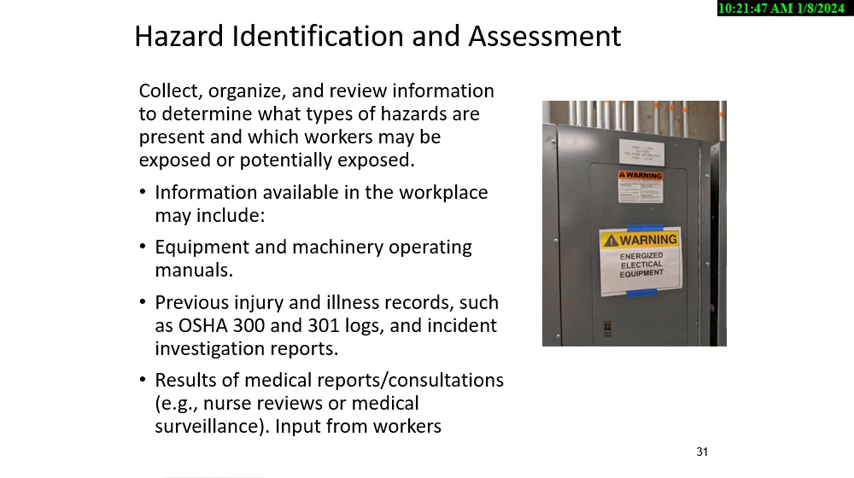 10:21:47 AM 1/8/2024
Hazard Identification and Assessment
Collect, organize, and review information
to determine what types of hazards are
present and which workers may be
exposed or potentially exposed.
• Information available in the workplace
may include:
• Equipment and machinery operating
manuals.
• Previous injury and illness records, such
as OSHA 300 and 301 logs, and incident
investigation reports.
• Results of medical reports/consultations
(e.g., nurse reviews or medical
surveillance). Input from workers
WARNING
WARNING
ENERGIZED
ELECTICAL
EQUIPMENT
31